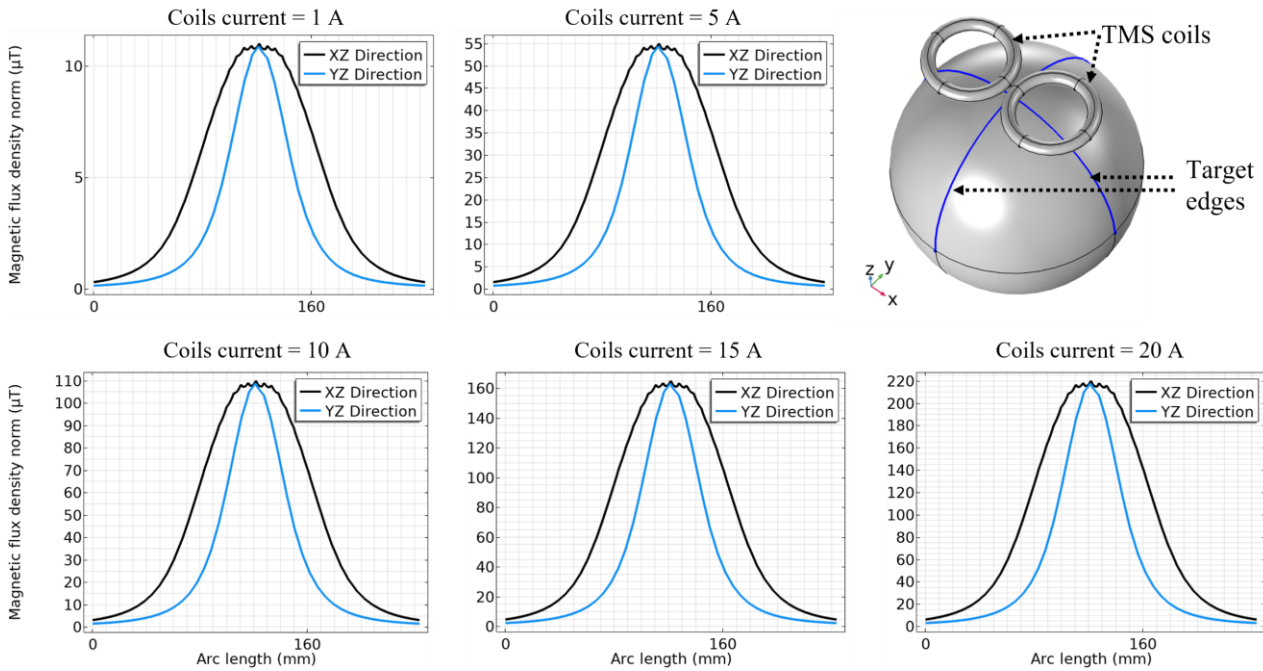 Coils current = 1 A
Magnetic flux density norm (μT)
10
5
0
0
160
XZ Direction
YZ Direction
Coils current = 5 A
55
50
45
40
35
30
25
20
15
10
5
0
0
160
XZ Direction
YZ Direction
TMS coils
Target
edges
z
y
x
Coils current = 10 A
Magnetic flux density norm (μT)
110
100
90
80
70
60
50
40
30
20
10
0
0
160
Arc length (mm)
XZ Direction
YZ Direction
Coils current = 15 A
160
140
120
100
80
60
40
20
0
0
160
Arc length (mm)
XZ Direction
YZ Direction
Coils current = 20 A
220
200
180
160
140
120
100
80
60
40
20
0
0
160
Arc length (mm)
XZ Direction
YZ Direction